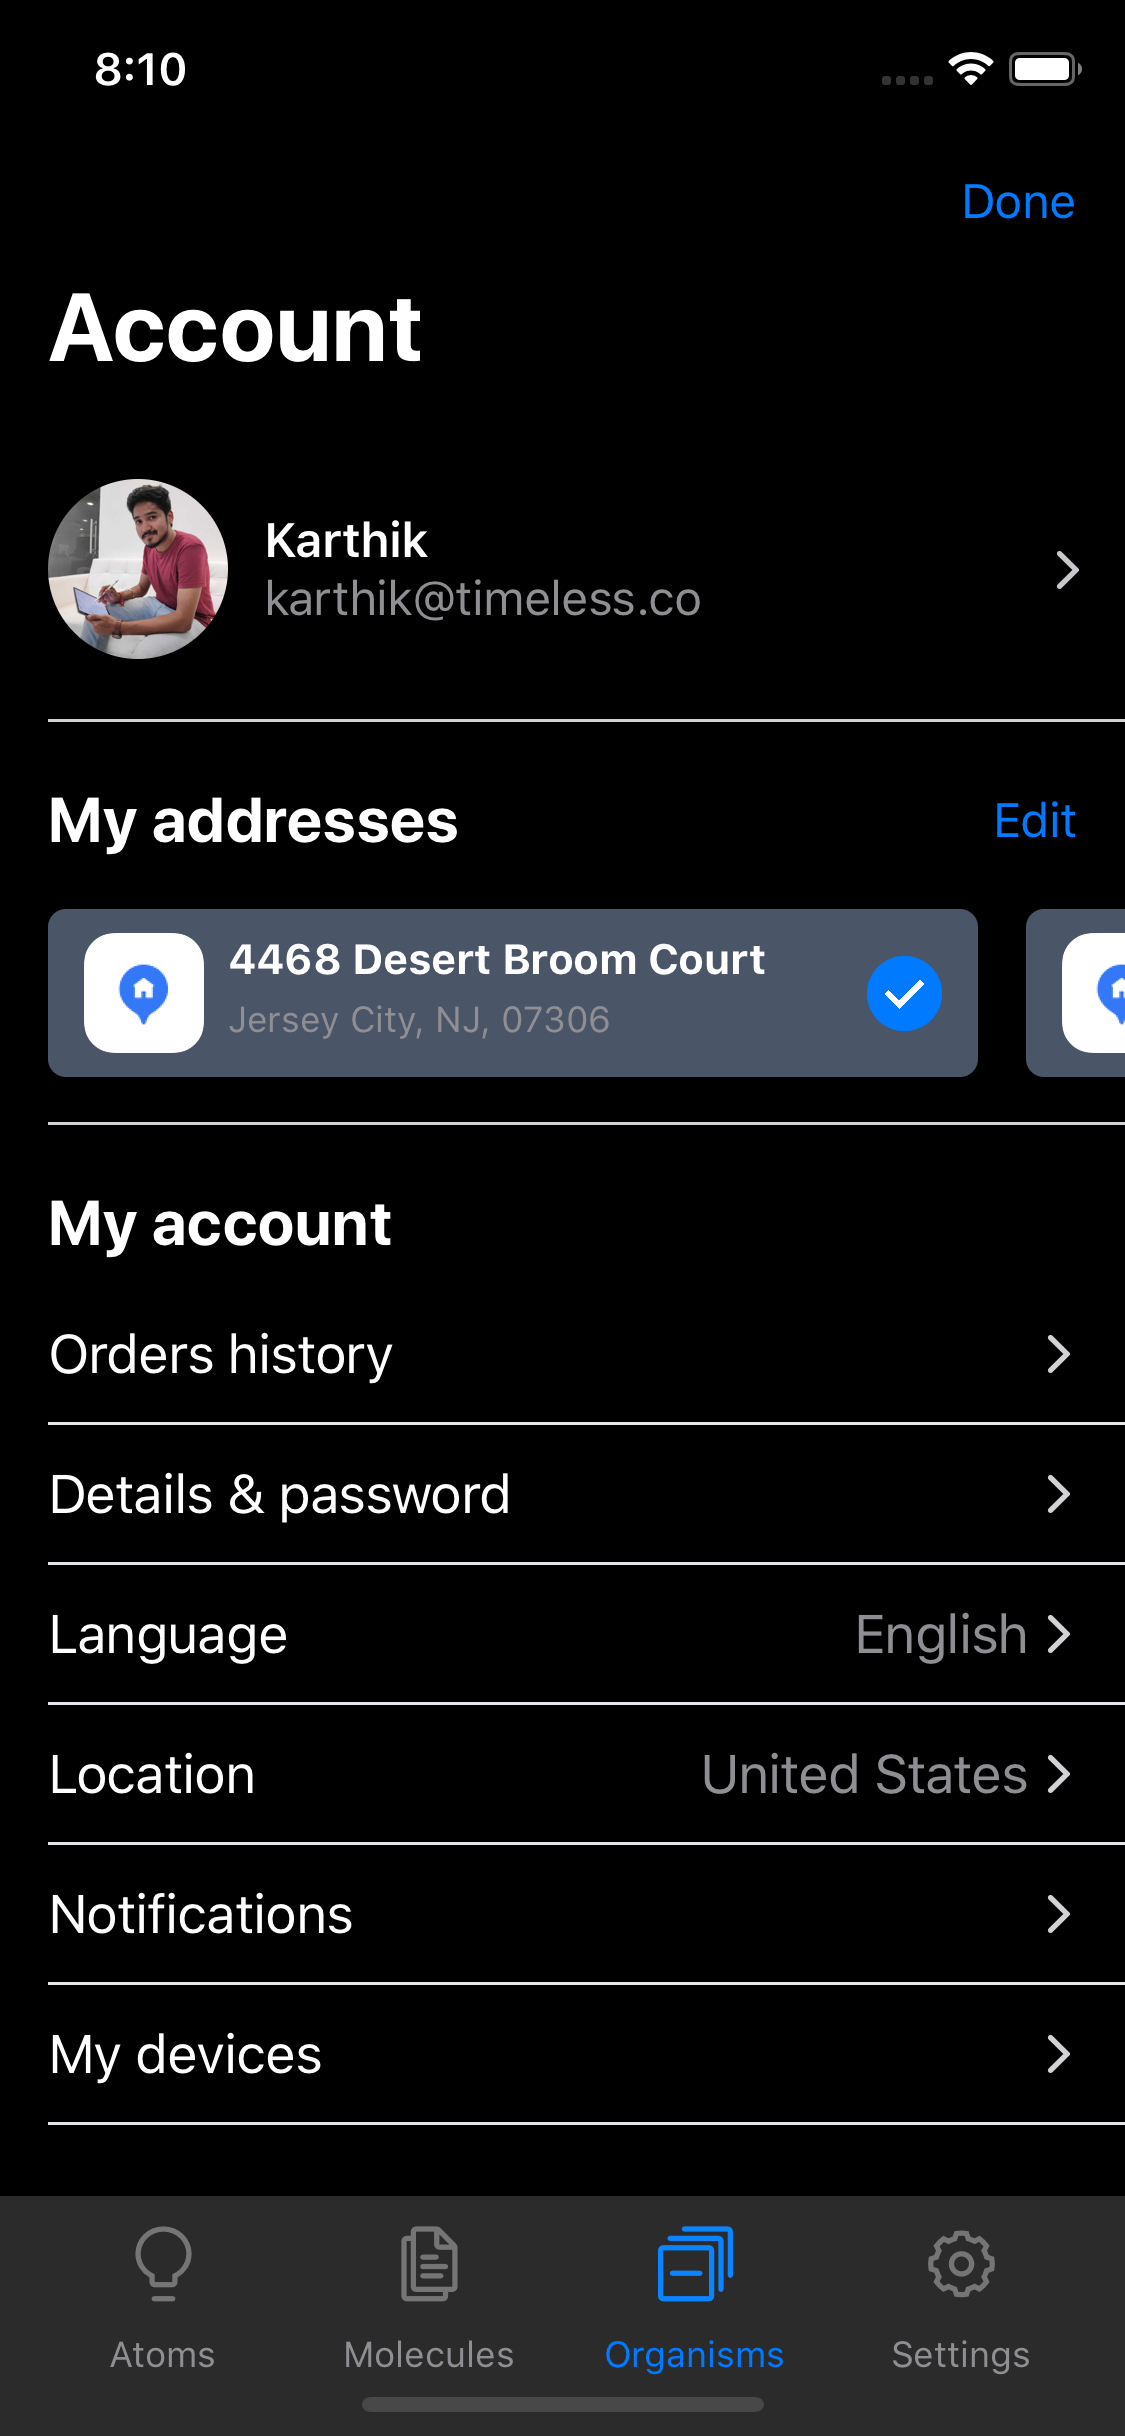 8:10
Done
Account
Karthik
karthik@timeless.co
My addresses
Edit
4468 Desert Broom Court
Jersey City, NJ, 07306
My account
Orders history
Details & password
Language
English
Location
United States
Notifications
My devices
Atoms
Molecules
Organisms
Settings